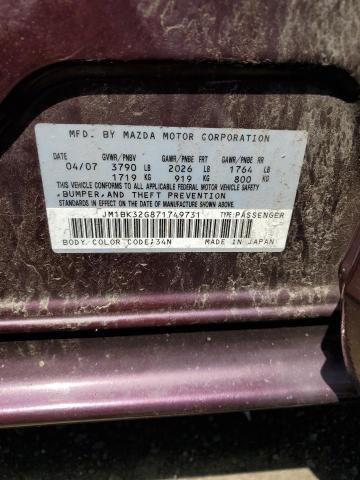 MFD. BY MAZDA MOTOR CORPORATION
GVWR/PNBV GAWR/PNBE FRT GAWR/PNBE RR
04/07 3790 LB 2026 LB 1764 LB
1719 KG 919 KG 800 KG
THIS VEHICLE CONFORMS TO ALL APPLICABLE FEDERAL MOTOR VEHICLE SAFETY
, BUMPER, AND THEFT PREVENTION
STANDARDS IN EFFECT ON THE DATE OF MANUFACTURE SHOWN ABOVE.
JM1BK32G871749731 TYPE:PASSENGER
BODY COLOR CODE:34N MADE IN JAPAN